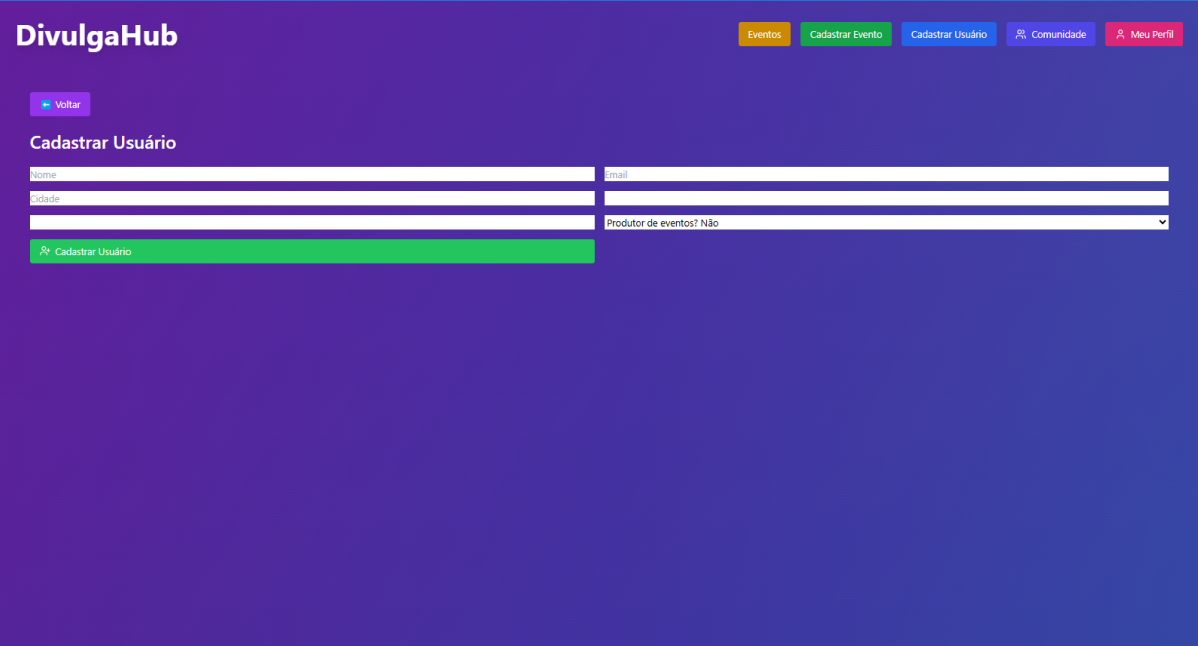 DivulgaHub
Eventos
Cadastrar Evento
Cadastrar Usuário
Comunidade
Meu Perfil
Voltar
Cadastrar Usuário
Nome
Email
Cidade
Produtor de eventos? Não
Cadastrar Usuário